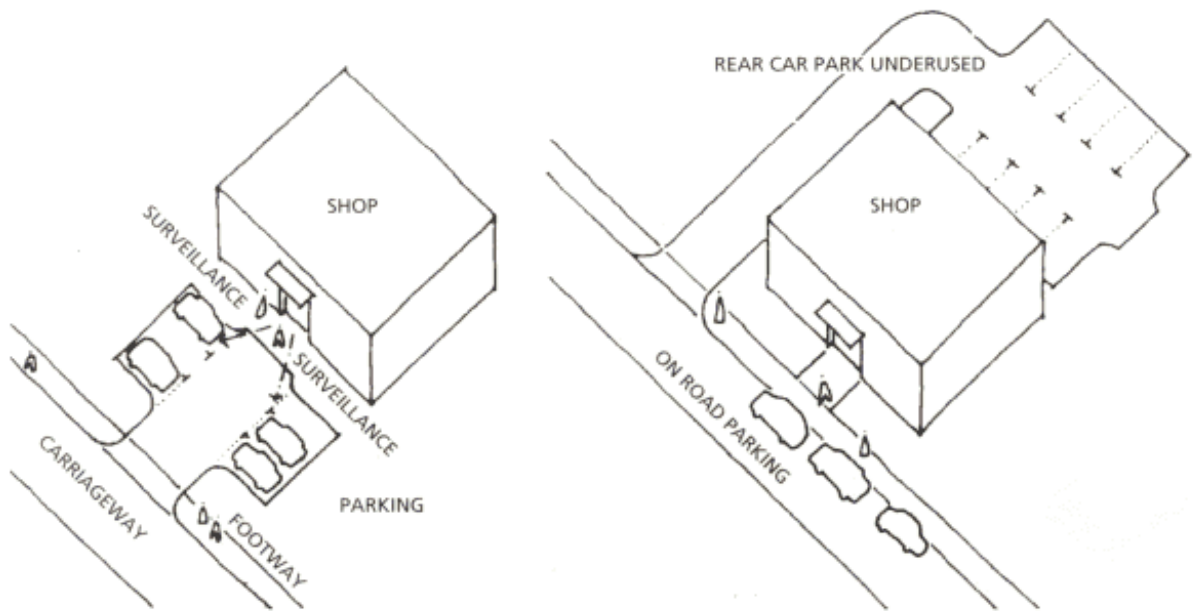 REAR CAR PARK UNDERUSED
SHOP
SURVEILLANCE
SURVEILLANCE
CARRIAGEWAY
FOOTWAY
PARKING
SHOP
ON ROAD PARKING